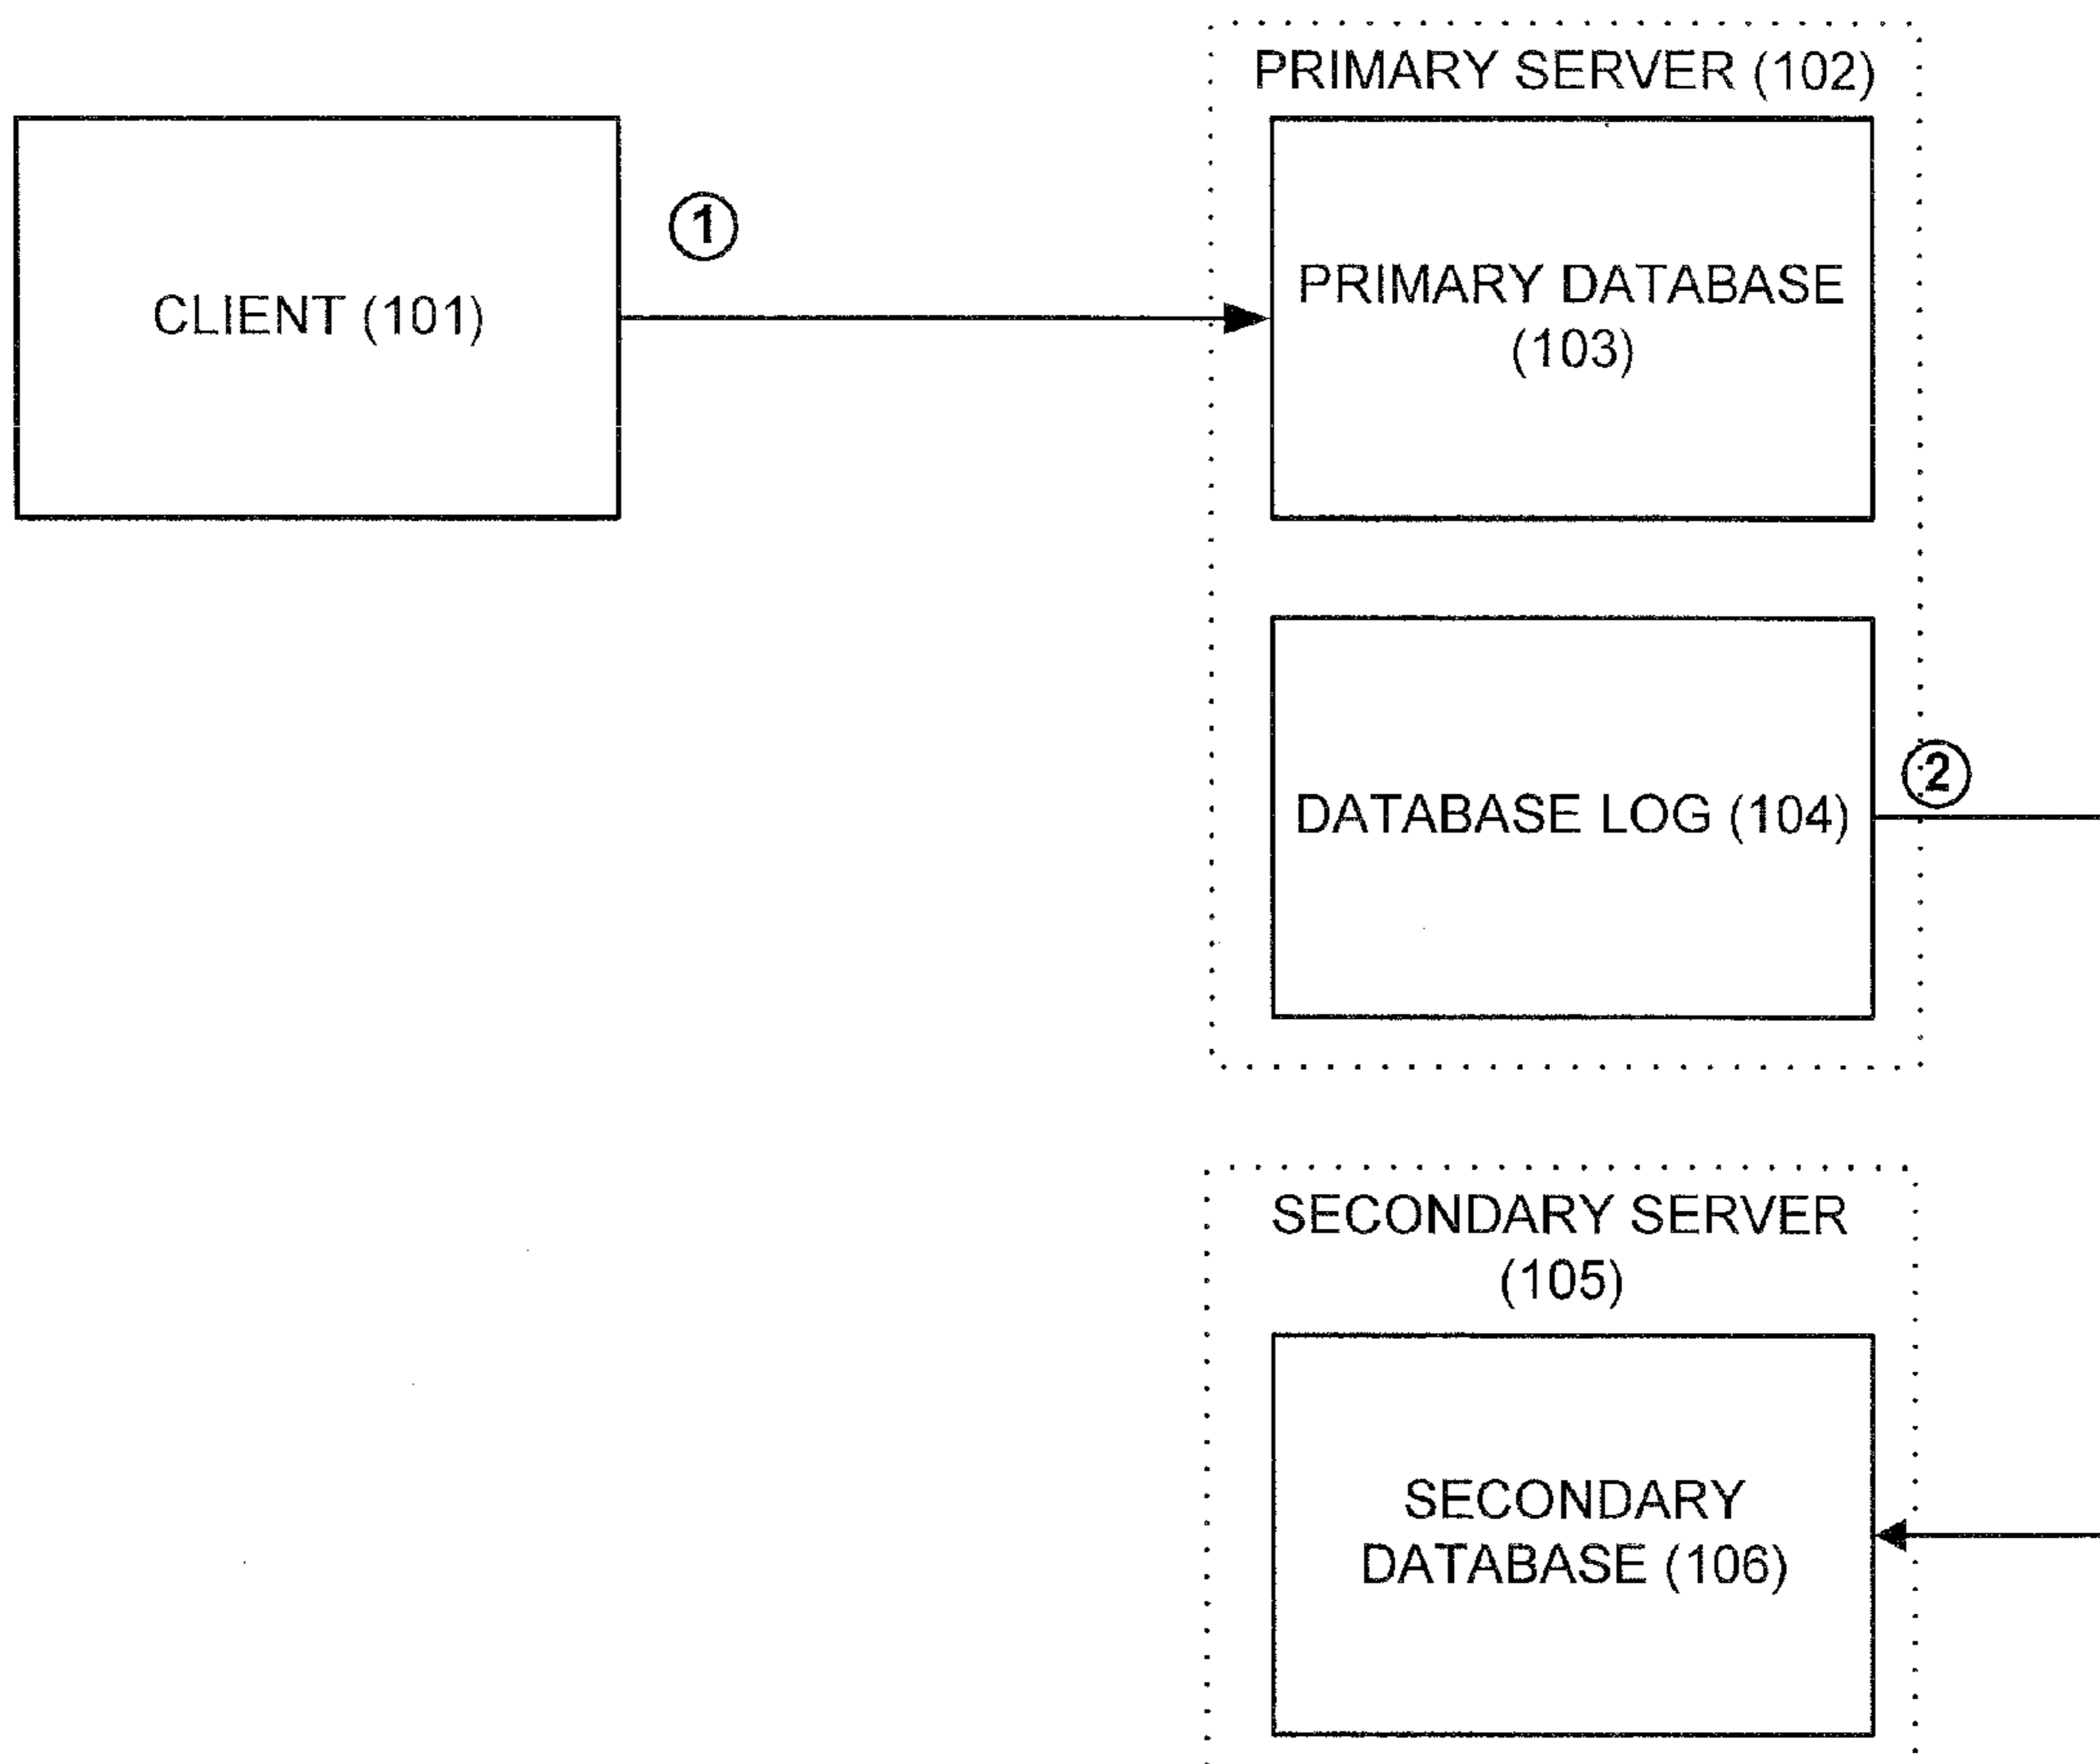 PRIMARY SERVER (102)
CLIENT (101)
1
PRIMARY DATABASE
(103)
DATABASE LOG (104)
2
SECONDARY SERVER
(105)
SECONDARY
DATABASE (106)